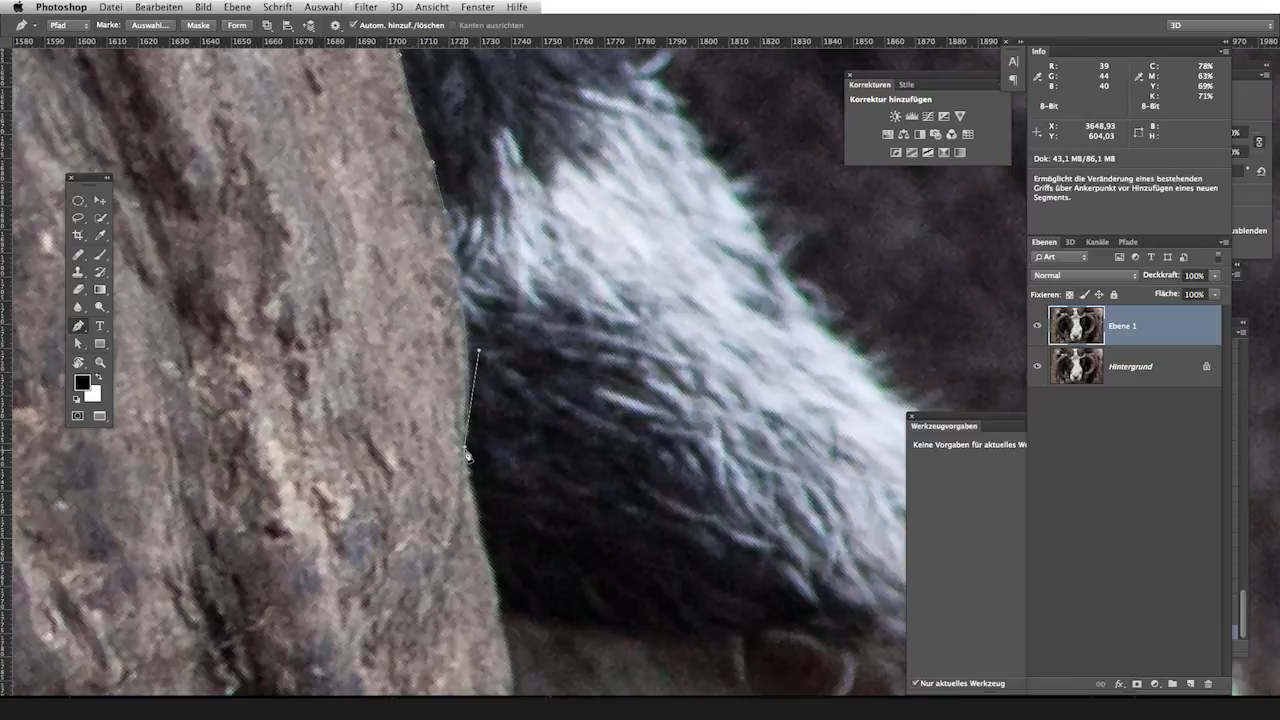 Photoshop Datei Bearbeiten Bild Ebene Schrift Auswahl Filter 3D Ansicht Fenster Hilfe
Pfad Marke: Auswahl... Maske Form Autom. hinzuf./löschen Kanten ausrichten 3D
1580 1590 1600 1610 1620 1630 1640 1650 1660 1670 1680 1690 1700 1710 1720 1730 1740 1750 1760 1770 1780 1790 1800 1810 1820 1830 1840 1850 1860 1870 1880 1890 970 1980
Info
R: 39 C: 78%
G: 44 M: 63%
B: 40 Y: 69%
K: 71%
8-Bit 8-Bit
X: 3648,93 B:
Y: 604,03 H:
Dok: 43,1 MB/86,1 MB
Ermöglicht die Veränderung eines bestehenden
Griffs über Ankerpunkt vor Hinzufügen eines neuen
Segments.
Korrekturen Stile
Korrektur hinzufügen
usblenden
Ebenen 3D Kanäle Pfade
Art
Normal Deckkraft: 100%
Fixieren: Fläche: 100%
Ebene 1
Hintergrund
Werkzeugvorgaben
Keine Vorgaben für aktuelles We
Nur aktuelles Werkzeug